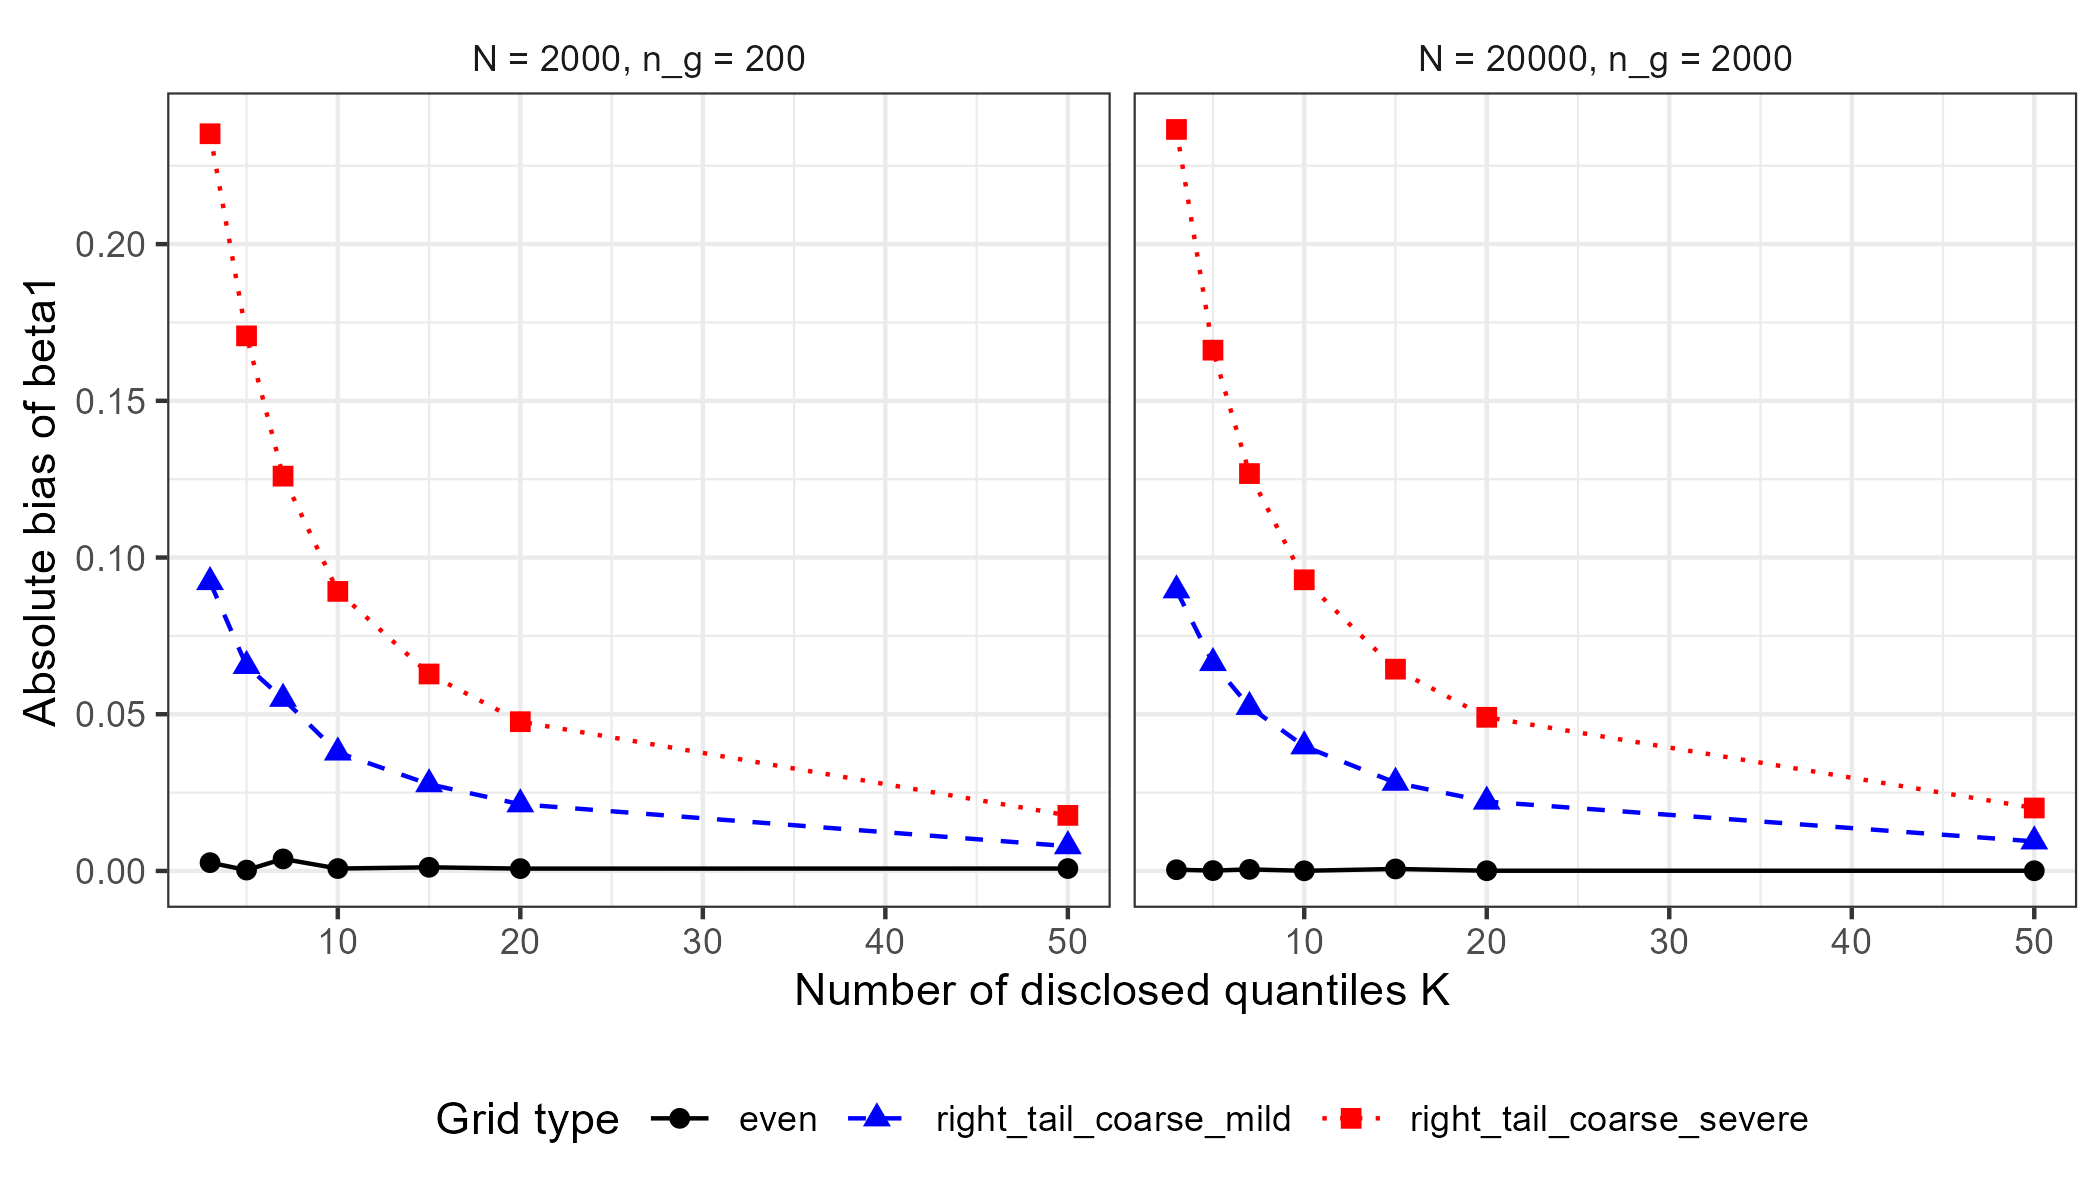 N = 2000, n_g = 200
N = 20000, n_g = 2000
Absolute bias of beta1
0.20
0.15
0.10
0.05
0.00
10 20 30 40 50
10 20 30 40 50
Number of disclosed quantiles K
Grid type even right_tail_coarse_mild right_tail_coarse_severe